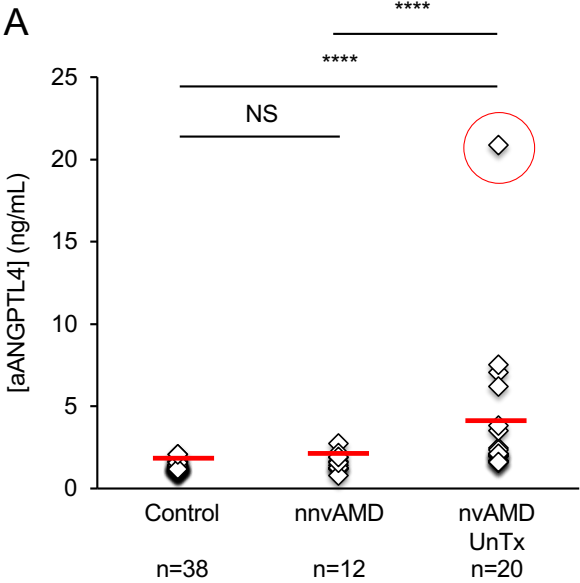 A
****
****
NS
25
20
15
10
5
0
[aANGPTL4] (ng/mL)
Control nnvAMD nvAMD
UnTx
n=38 n=12 n=20